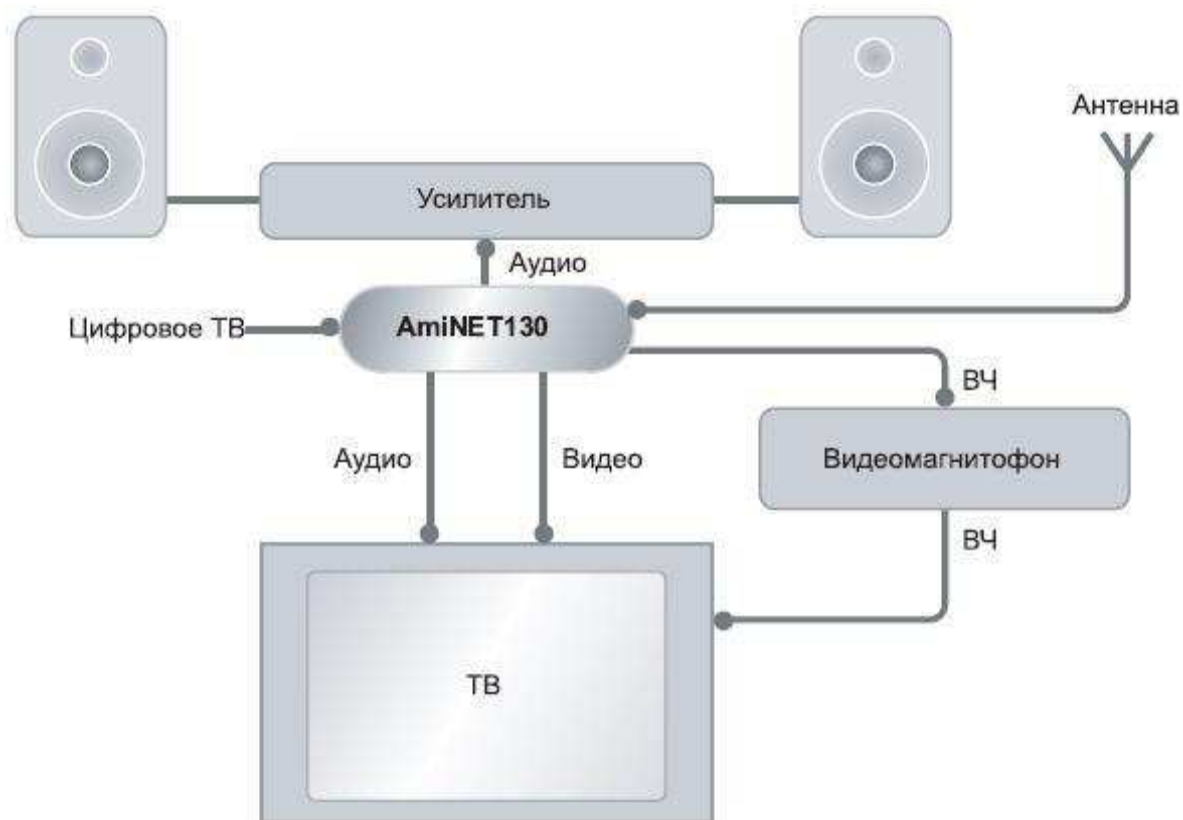 Антенна
Усилитель
Аудио
Цифровое ТВ
AmiNET130
ВЧ
Аудио
Видео
Видеомагнитофон
ВЧ
ТВ